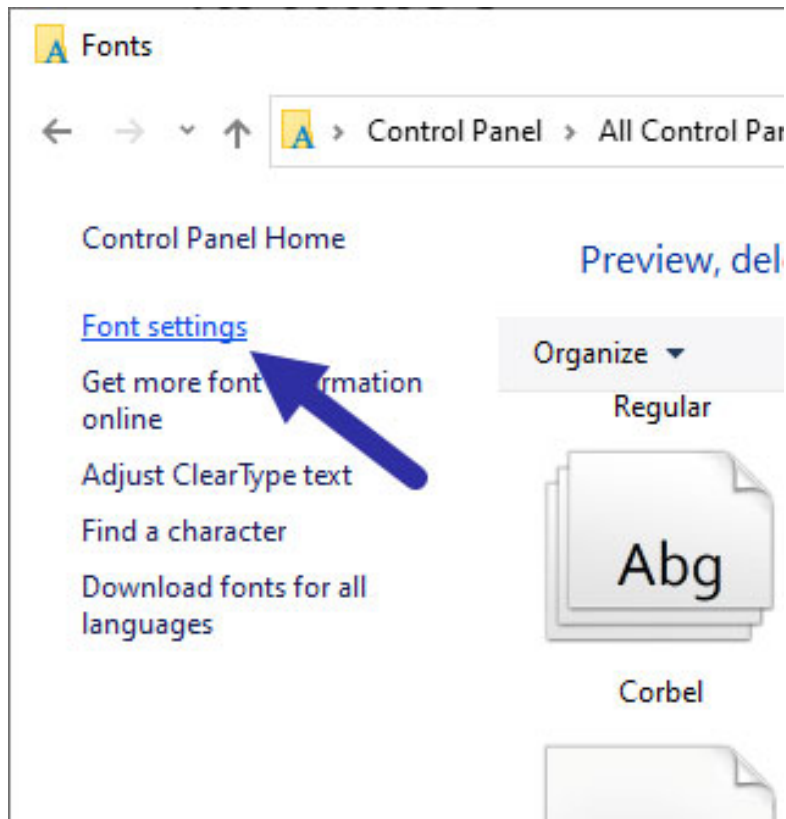 Fonts
Control Panel > All Control Par
Control Panel Home
Preview, del
Font settings
Organize
Get more font rmation
online
Regular
Adjust ClearType text
Find a character
Abg
Download fonts for all
languages
Corbel